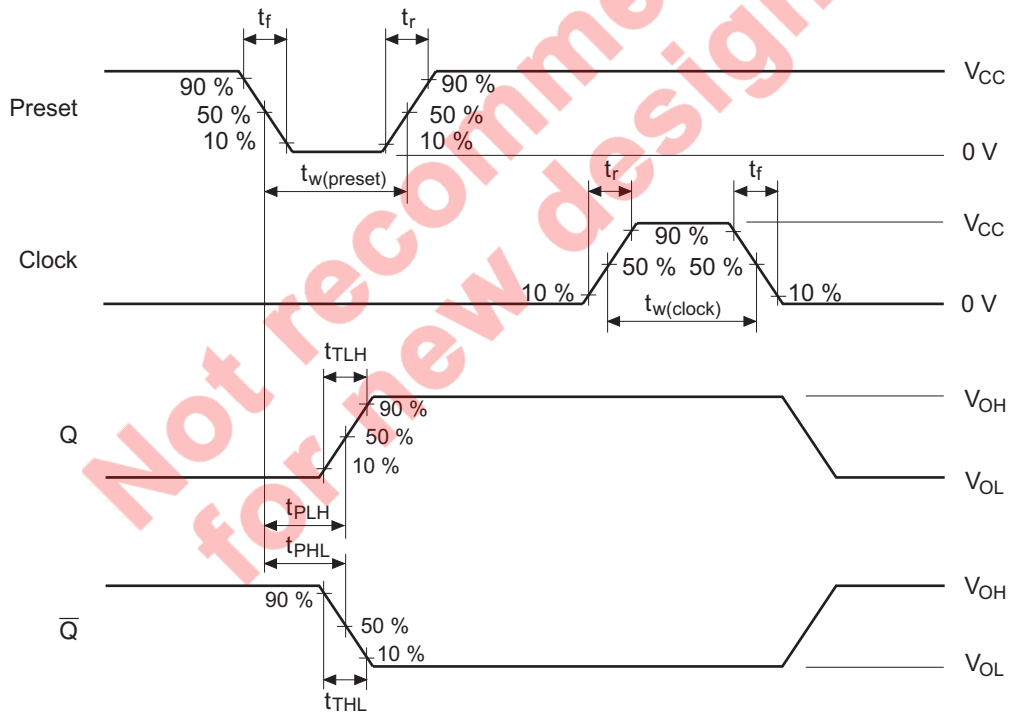 tf
tr
90 %
90 %
VCC
Preset
50 %
50 %
10 %
10 %
0 V
tw(preset)
tr
tf
VCC
90 %
Clock
50 %
50 %
10 %
10 %
tw(clock)
0 V
tTLH
90 %
VOH
Q
50 %
10 %
VOL
tPLH
tPHL
VOH
90 %
Q̅
50 %
10 %
VOL
tTHL
Not recomme
for new design